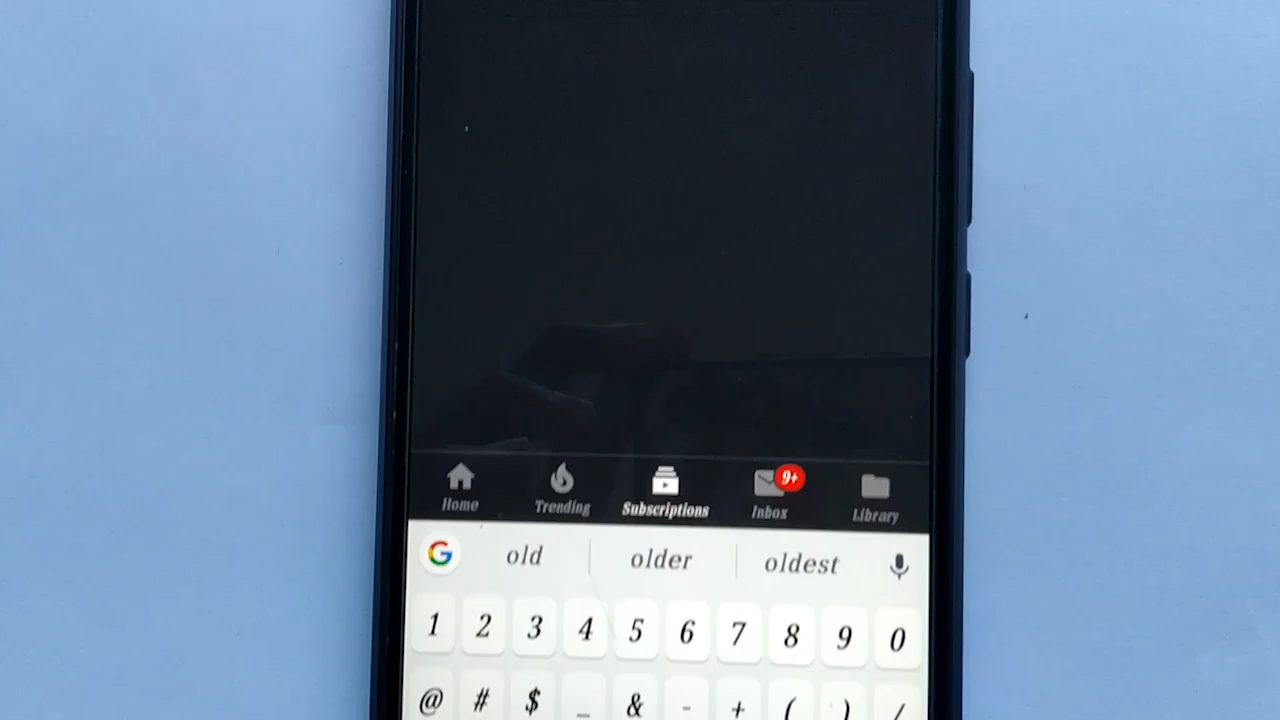 Home Trending Subscriptions Inbox 9+ Library
G old older oldest
1 2 3 4 5 6 7 8 9 0
@ # $ _ & - + ( ) /